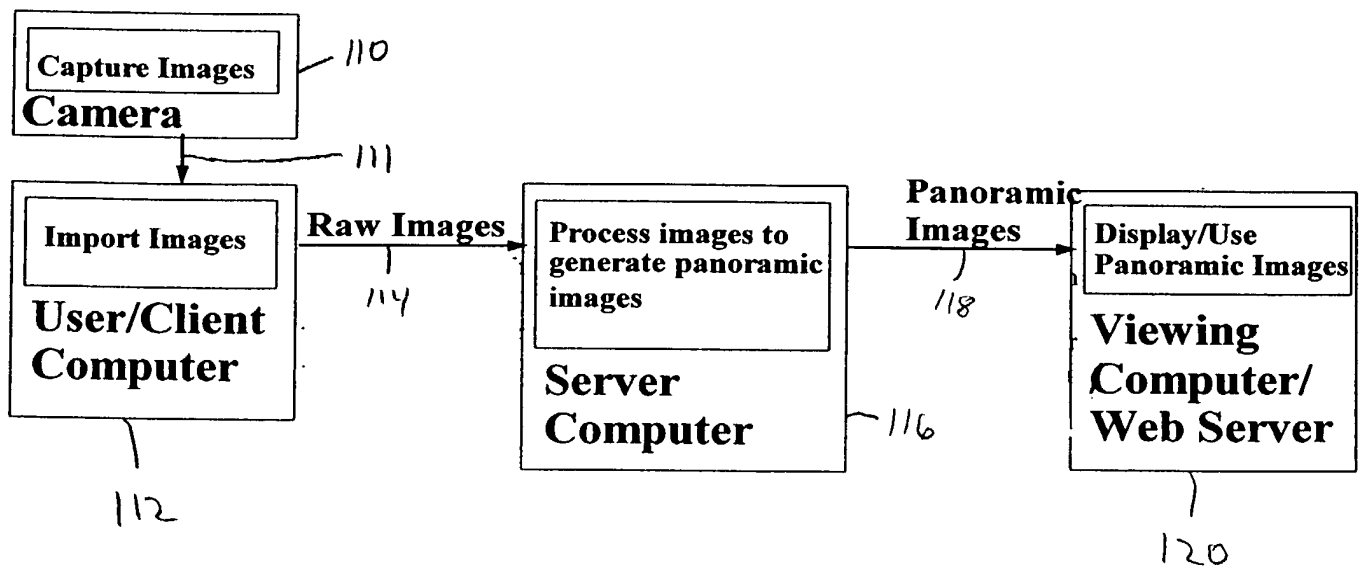 Capture Images
Camera
110
111
Import Images
User/Client
Computer
112
Raw Images
114
Process images to
generate panoramic
images
Server
Computer
116
Panoramic
Images
118
Display/Use
Panoramic Images
Viewing
Computer/
Web Server
120